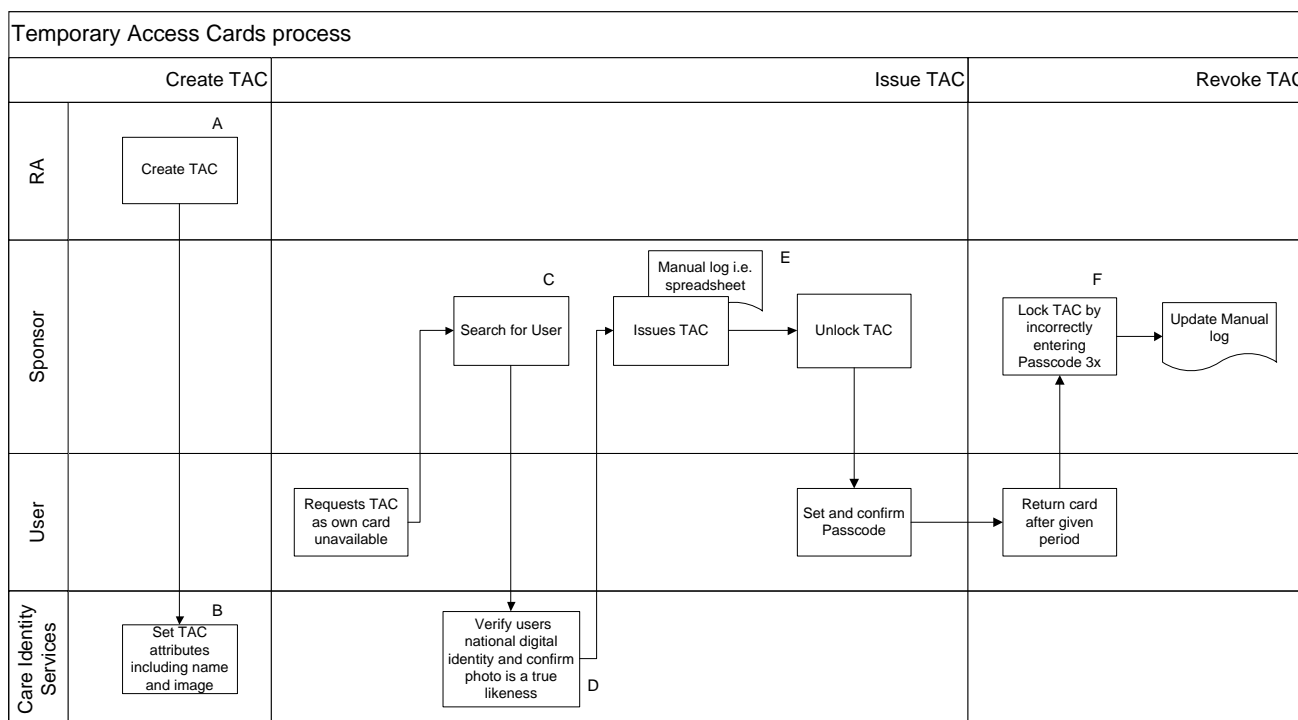 Temporary Access Cards process
Create TAC
Issue TAC
Revoke TAC
RA
A
Create TAC
Sponsor
C
Search for User
Manual log i.e.
spreadsheet
E
Issues TAC
Unlock TAC
F
Lock TAC by
incorrectly
entering
Passcode 3x
Update Manual
log
User
Requests TAC
as own card
unavailable
Set and confirm
Passcode
Return card
after given
period
Care Identity
Services
B
Set TAC
attributes
including name
and image
Verify users
national digital
identity and confirm
photo is a true
likeness
D